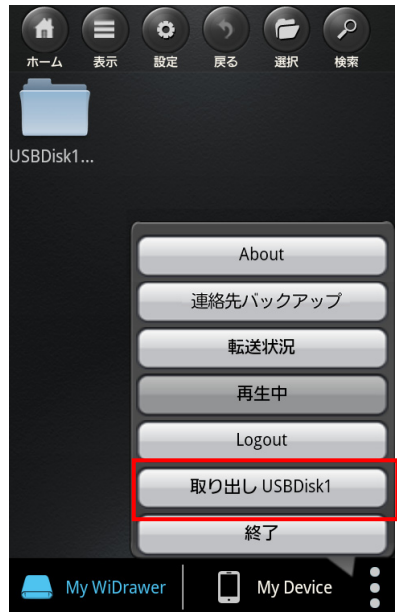 ホーム
表示
設定
戻る
選択
検索
USBDisk1...
About
連絡先バックアップ
転送状況
再生中
Logout
取り出し USBDisk1
終了
My WiDrawer
My Device